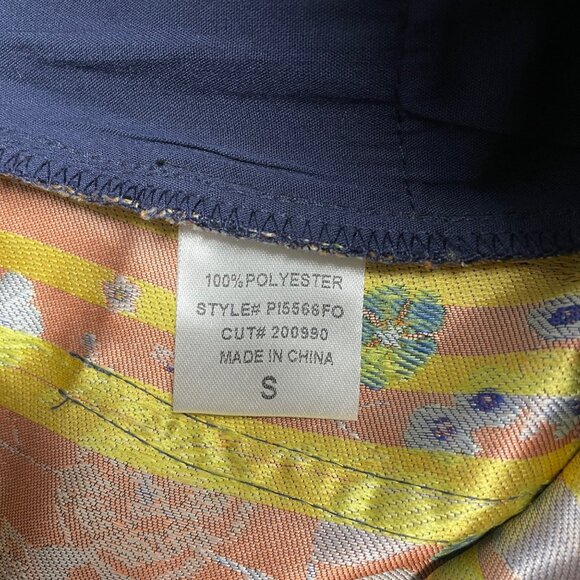 100% POLYESTER
STYLE# PI5566FO
CUT# 200990
MADE IN CHINA
S